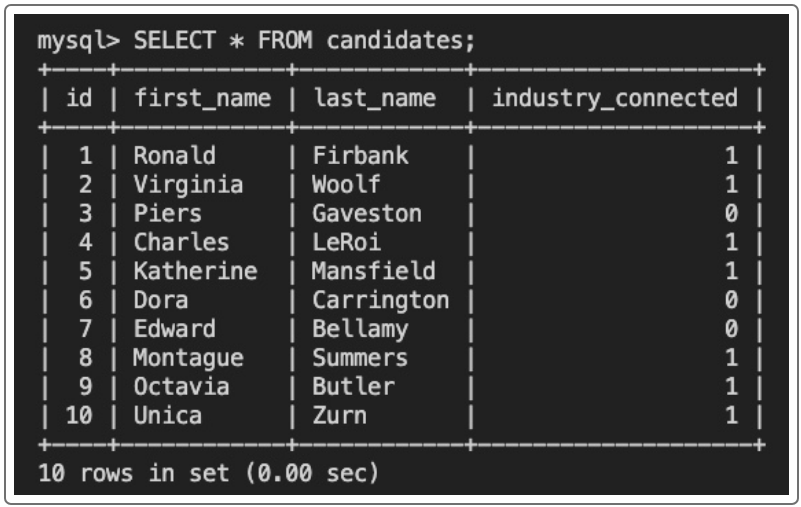 mysql> SELECT * FROM candidates;
+----+------------+------------+--------------------+
| id | first_name | last_name  | industry_connected |
+----+------------+------------+--------------------+
|  1 | Ronald     | Firbank    |                  1 |
|  2 | Virginia   | Woolf      |                  1 |
|  3 | Piers      | Gaveston   |                  0 |
|  4 | Charles    | LeRoi      |                  1 |
|  5 | Katherine  | Mansfield  |                  1 |
|  6 | Dora       | Carrington |                  0 |
|  7 | Edward     | Bellamy    |                  0 |
|  8 | Montague   | Summers    |                  1 |
|  9 | Octavia    | Butler     |                  1 |
| 10 | Unica      | Zurn       |                  1 |
+----+------------+------------+--------------------+
10 rows in set (0.00 sec)